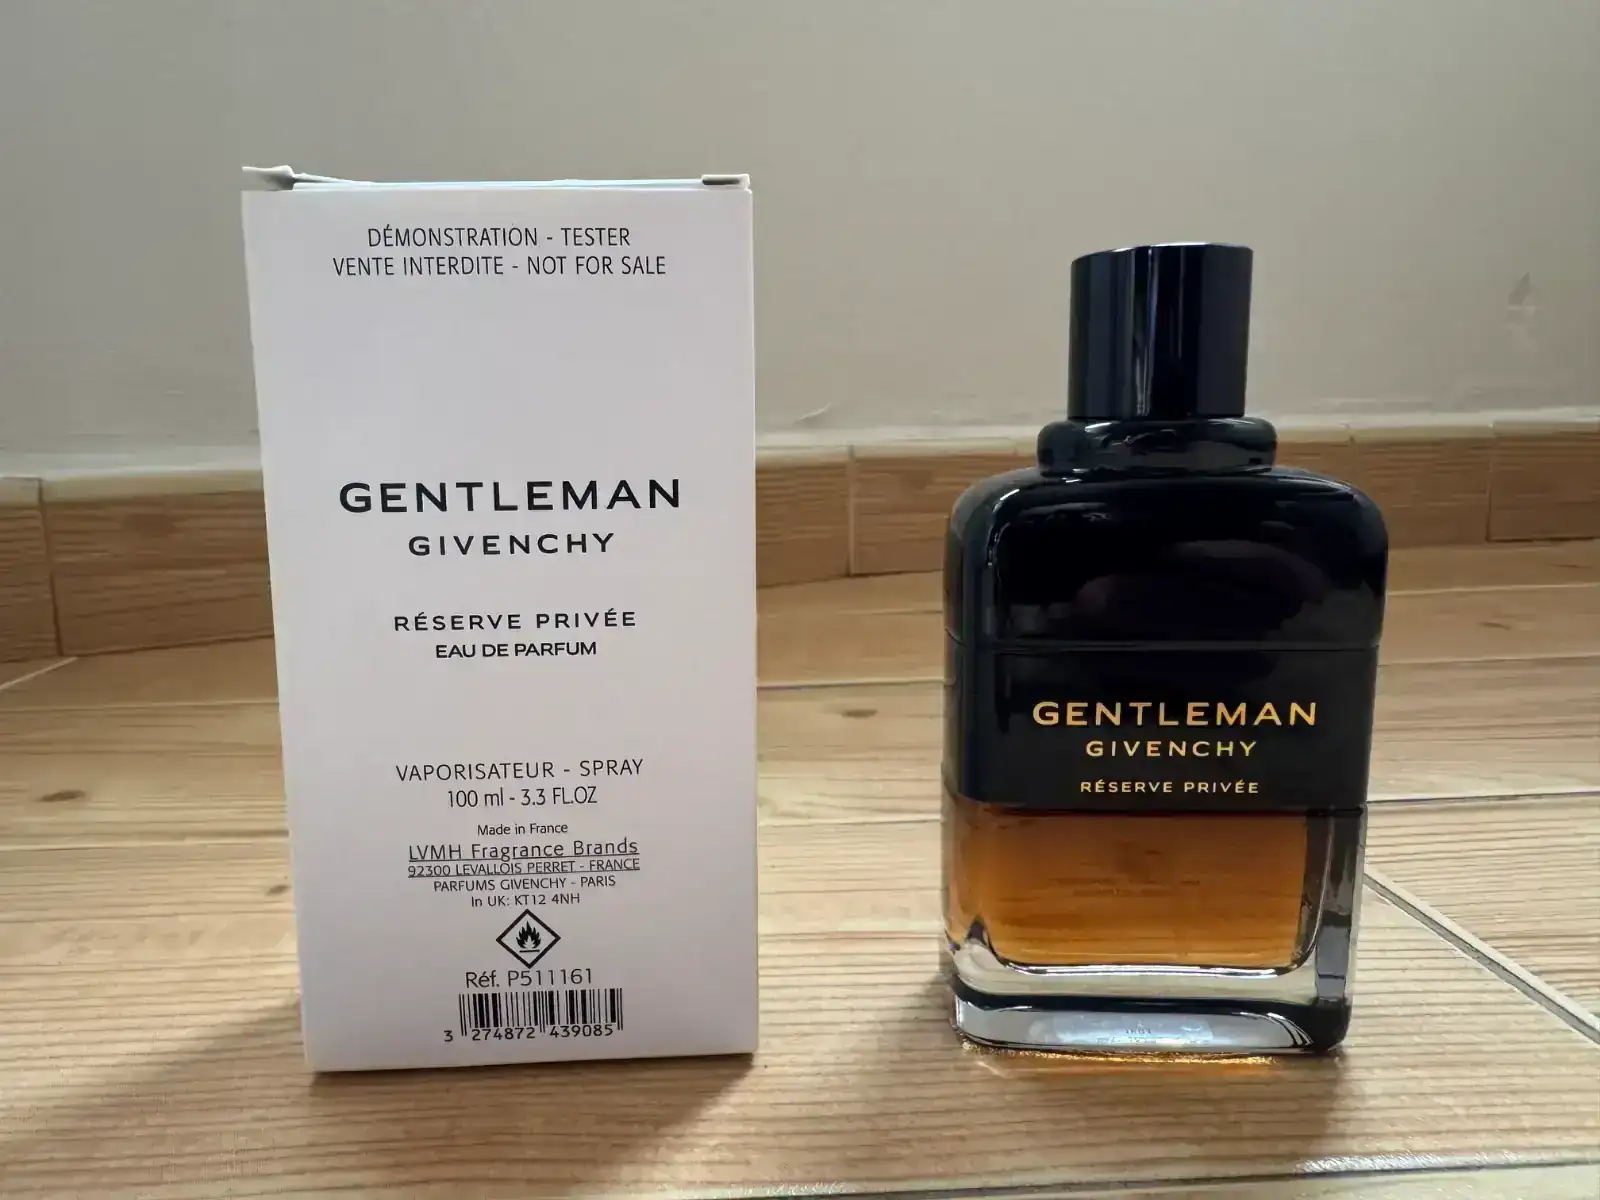 DÉMONSTRATION - TESTER
VENTE INTERDITE - NOT FOR SALE
GENTLEMAN
GIVENCHY
RÉSERVE PRIVÉE
EAU DE PARFUM
VAPORISATEUR - SPRAY
100 ml - 3.3 FL.OZ
Made in France
LVMH Fragrance Brands
92300 LEVALLOIS PERRET - FRANCE
PARFUMS GIVENCHY - PARIS
In UK: KT12 4NH
Réf. P511161
3 274872 439085
GENTLEMAN
GIVENCHY
RÉSERVE PRIVÉE